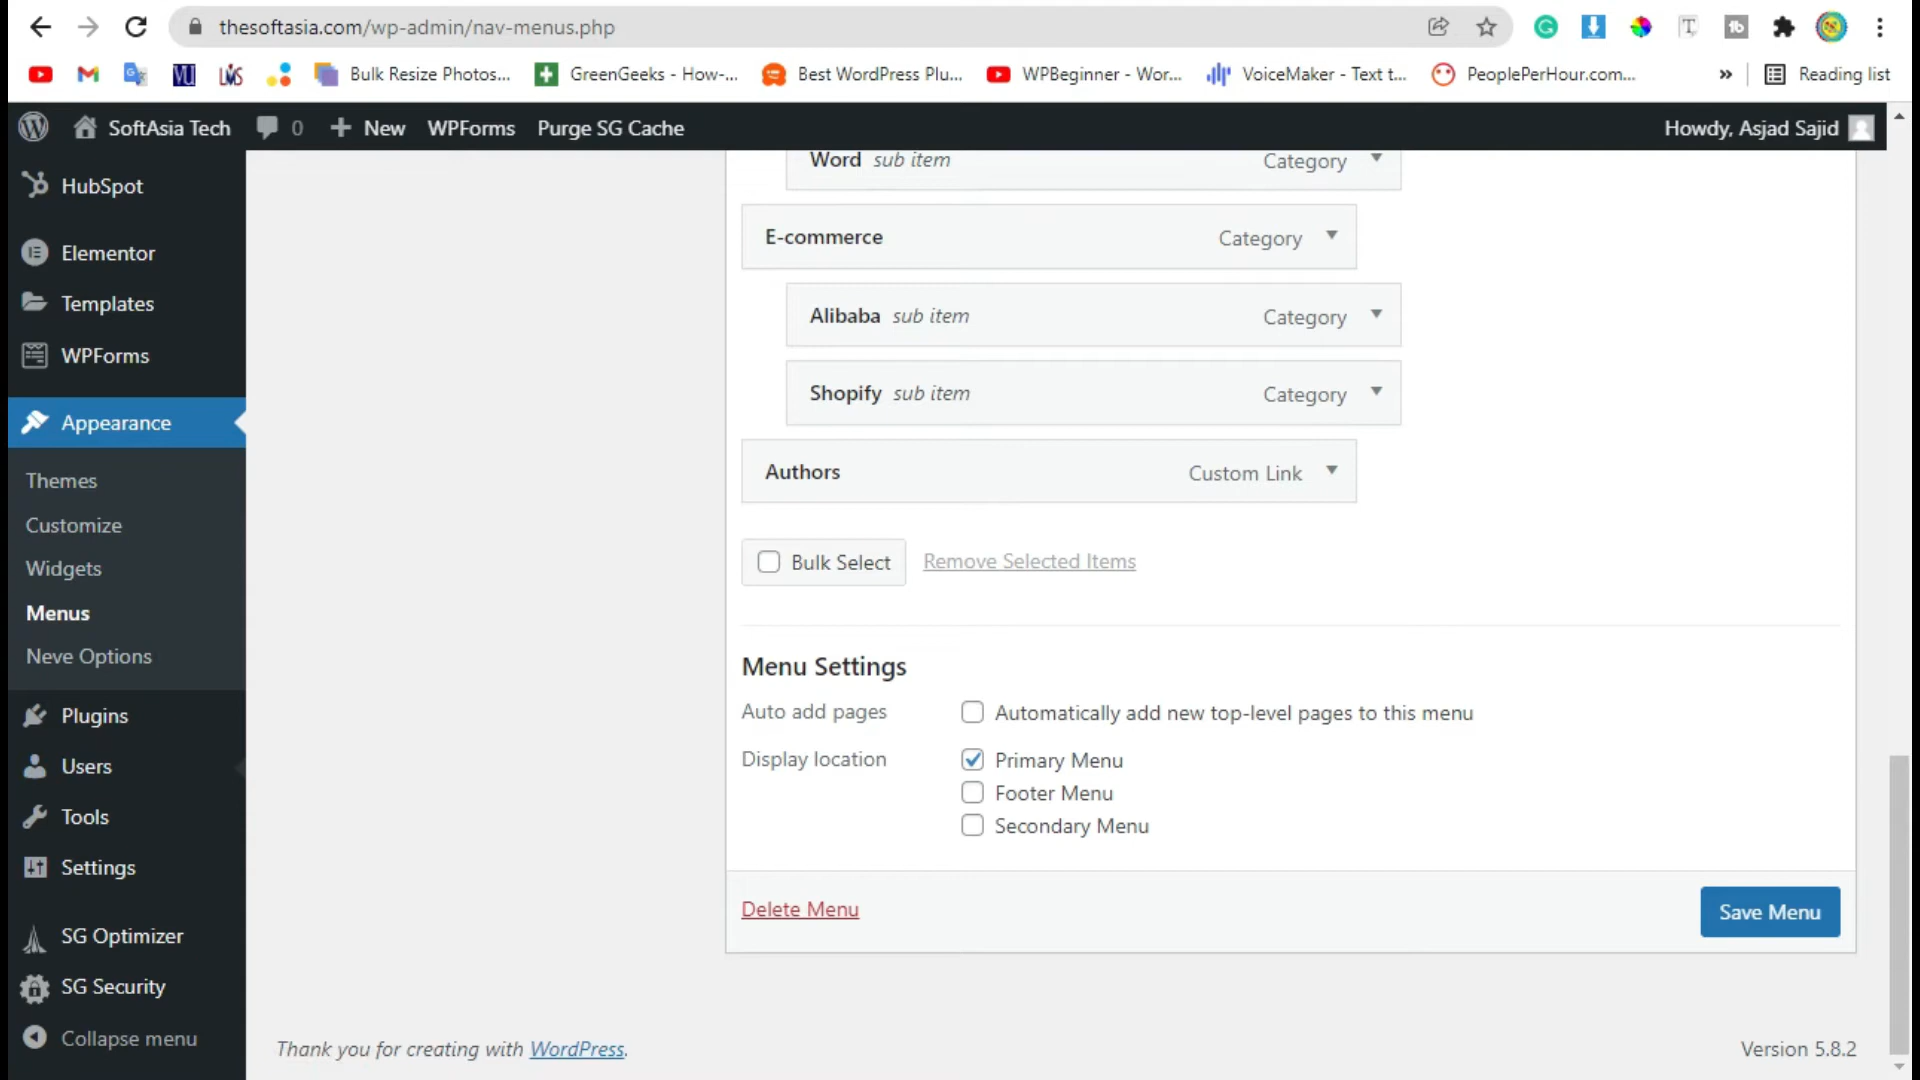 thesoftasia.com/wp-admin/nav-menus.php
Bulk Resize Photos...
GreenGeeks - How-...
Best WordPress Plu...
WPBeginner - Wor...
VoiceMaker - Text t...
PeoplePerHour.com...
»
Reading list
SoftAsia Tech
0
New
WPForms
Purge SG Cache
Howdy, Asjad Sajid
HubSpot
Elementor
Templates
WPForms
Appearance
Themes
Customize
Widgets
Menus
Neve Options
Plugins
Users
Tools
Settings
SG Optimizer
SG Security
Collapse menu
Word sub item Category
E-commerce Category
Alibaba sub item Category
Shopify sub item Category
Authors Custom Link
Bulk Select Remove Selected Items
Menu Settings
Auto add pages Automatically add new top-level pages to this menu
Display location Primary Menu
Footer Menu
Secondary Menu
Delete Menu Save Menu
Thank you for creating with WordPress. Version 5.8.2